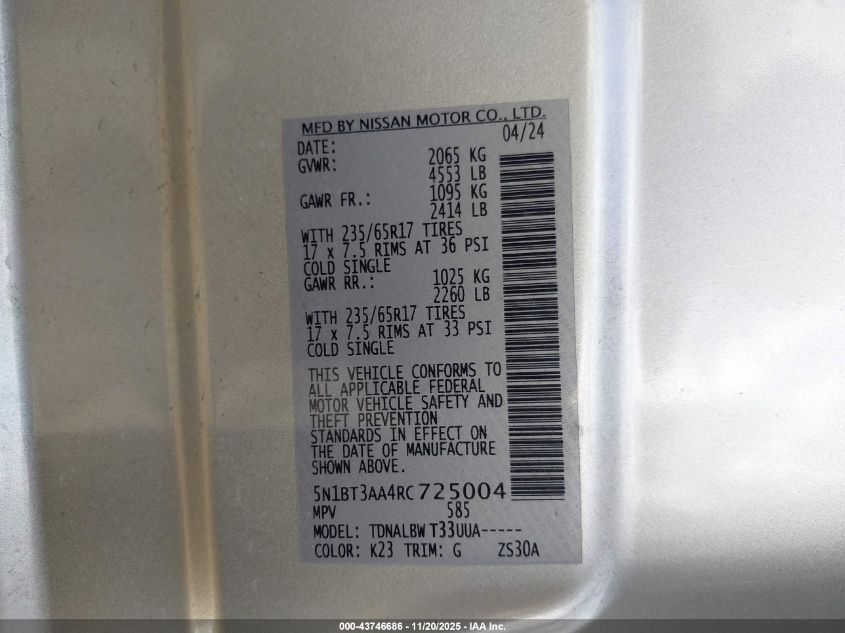 MFD BY NISSAN MOTOR CO., LTD.
DATE: 04/24
GVWR: 2065 KG
4553 LB
GAWR FR.: 1095 KG
2414 LB
WITH 235/65R17 TIRES
17 x 7.5 RIMS AT 36 PSI
COLD SINGLE
GAWR RR.: 1025 KG
2260 LB
WITH 235/65R17 TIRES
17 x 7.5 RIMS AT 33 PSI
COLD SINGLE
THIS VEHICLE CONFORMS TO
ALL APPLICABLE FEDERAL
MOTOR VEHICLE SAFETY AND
THEFT PREVENTION
STANDARDS IN EFFECT ON
THE DATE OF MANUFACTURE
SHOWN ABOVE.
5N1BT3AA4RC725004
MPV 585
MODEL: TDNALBW T33UUA-----
COLOR: K23 TRIM: G ZS30A
000-43746686 - 11/20/2025 - IAA Inc.